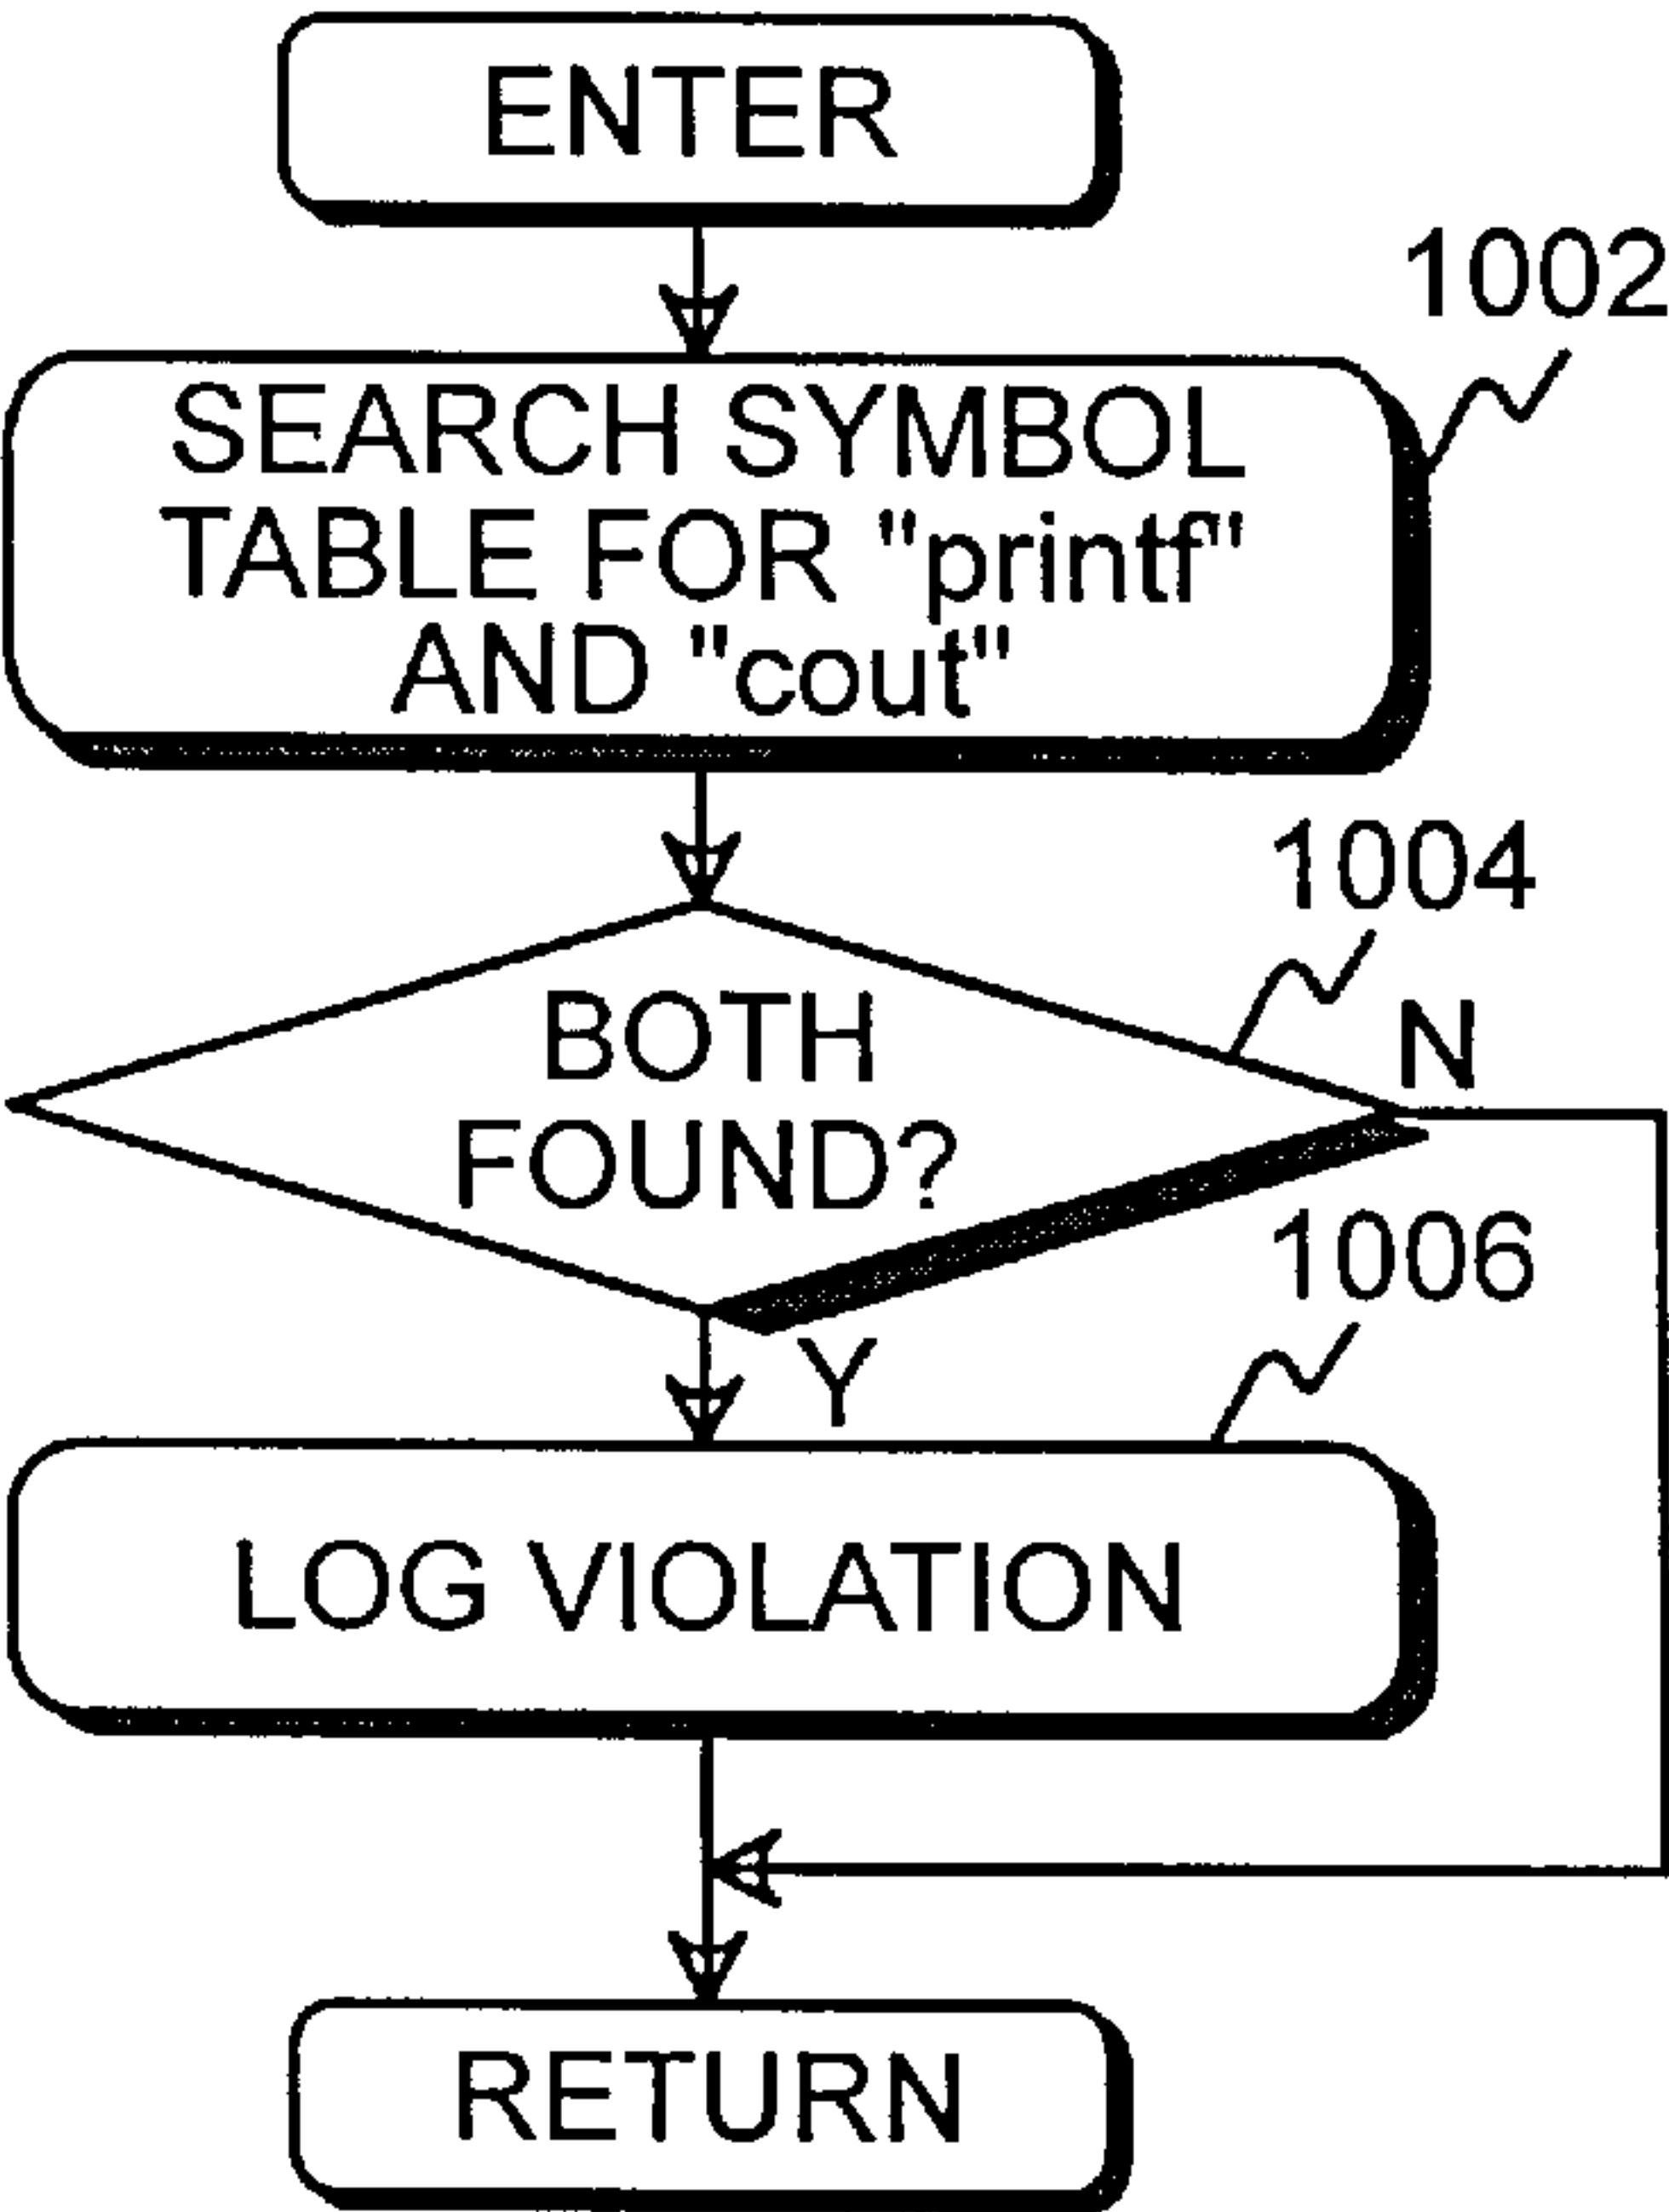 ENTER
1002
SEARCH SYMBOL
TABLE FOR "printf"
AND "cout"
1004
BOTH
FOUND?
N
1006
Y
LOG VIOLATION
RETURN